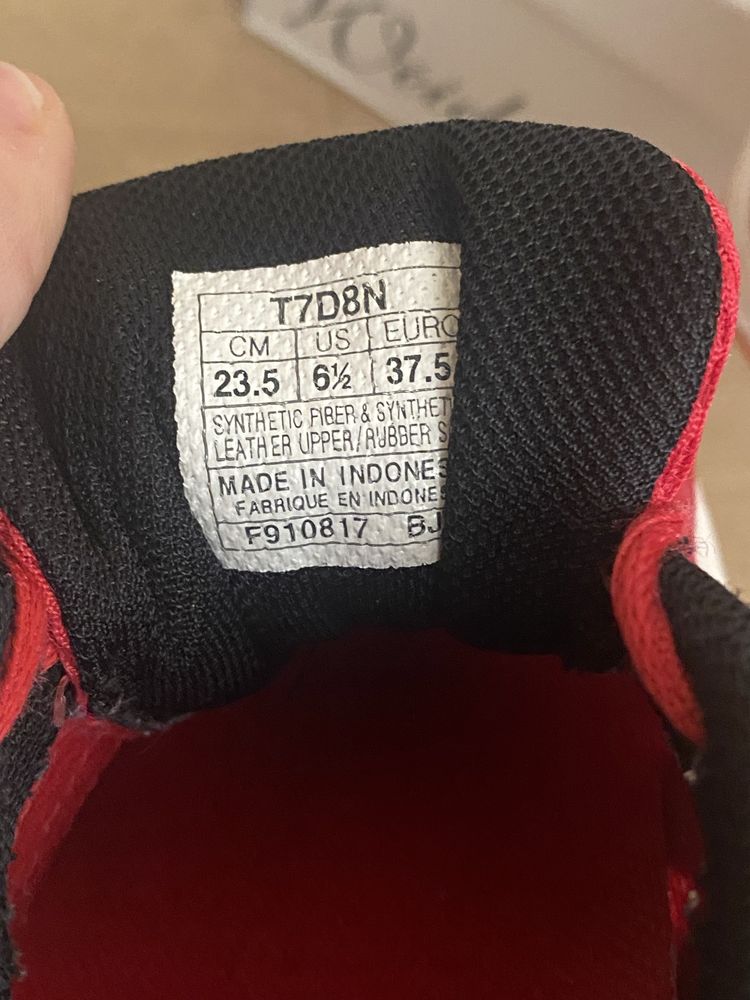 T7D8N
CM US EURO
23.5 6½ 37.5
SYNTHETIC FIBER & SYNTHET
LEATHER UPPER/RUBBER S
MADE IN INDONES
FABRIQUE EN INDONES
F910817 BJ